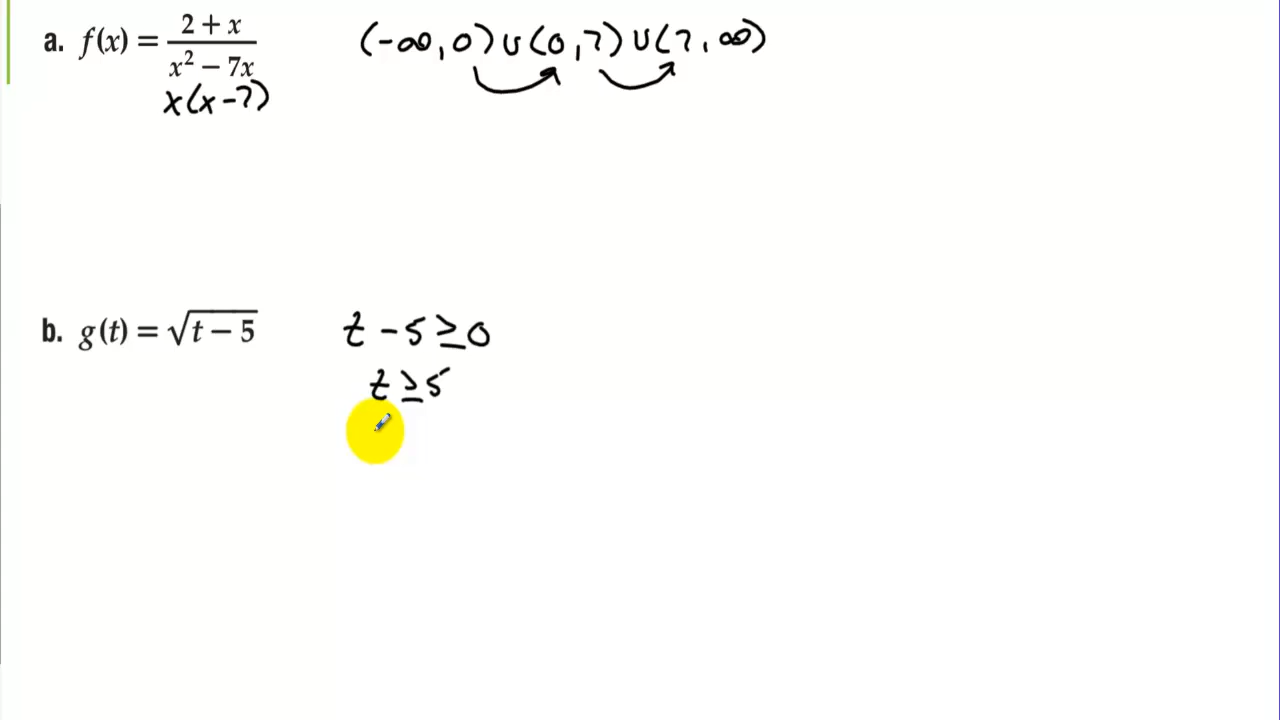 a. f(x) = (2 + x)/(x² − 7x) (-∞, 0) ∪ (0, 7) ∪ (7, ∞)
x(x - 7)
b. g(t) = √(t − 5) t - 5 ≥ 0
t ≥ 5